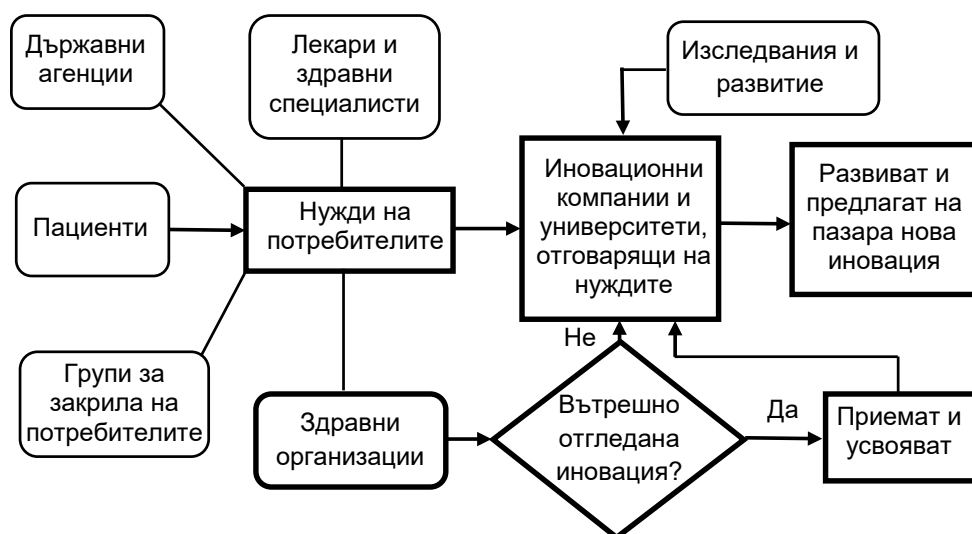 Държавни
агенции
Лекари и
здравни
специалисти
Изследвания и
развитие
Пациенти
Нужди на
потребителите
Иновационни
компании и
университети,
отговарящи на
нуждите
Развиват и
предлагат на
пазара нова
иновация
Групи за
закрила на
потребителите
Здравни
организации
Не
Вътрешно
отгледана
иновация?
Да
Приемат и
усвояват